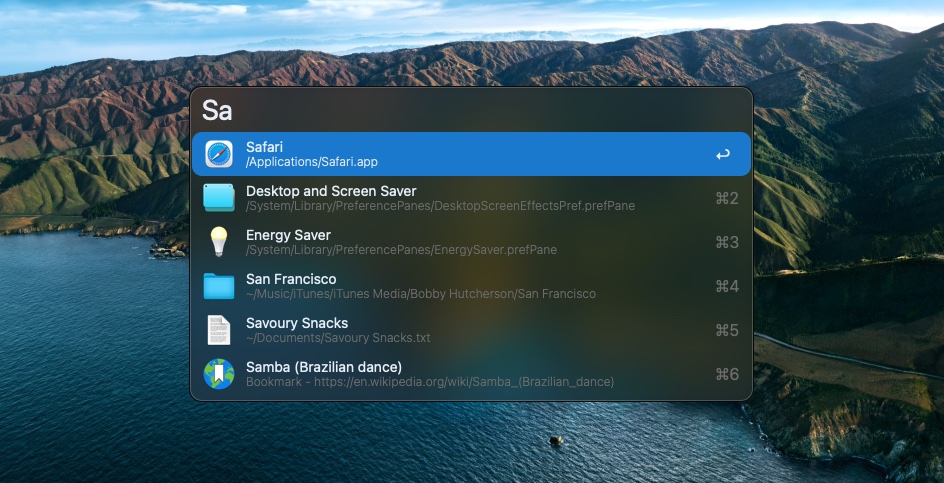 Sa
Safari
/Applications/Safari.app
Desktop and Screen Saver
/System/Library/PreferencePanes/DesktopScreenEffectsPref.prefPane
⌘2
Energy Saver
/System/Library/PreferencePanes/EnergySaver.prefPane
⌘3
San Francisco
~/Music/iTunes/iTunes Media/Bobby Hutcherson/San Francisco
⌘4
Savoury Snacks
~/Documents/Savoury Snacks.txt
⌘5
Samba (Brazilian dance)
Bookmark - https://en.wikipedia.org/wiki/Samba_(Brazilian_dance)
⌘6